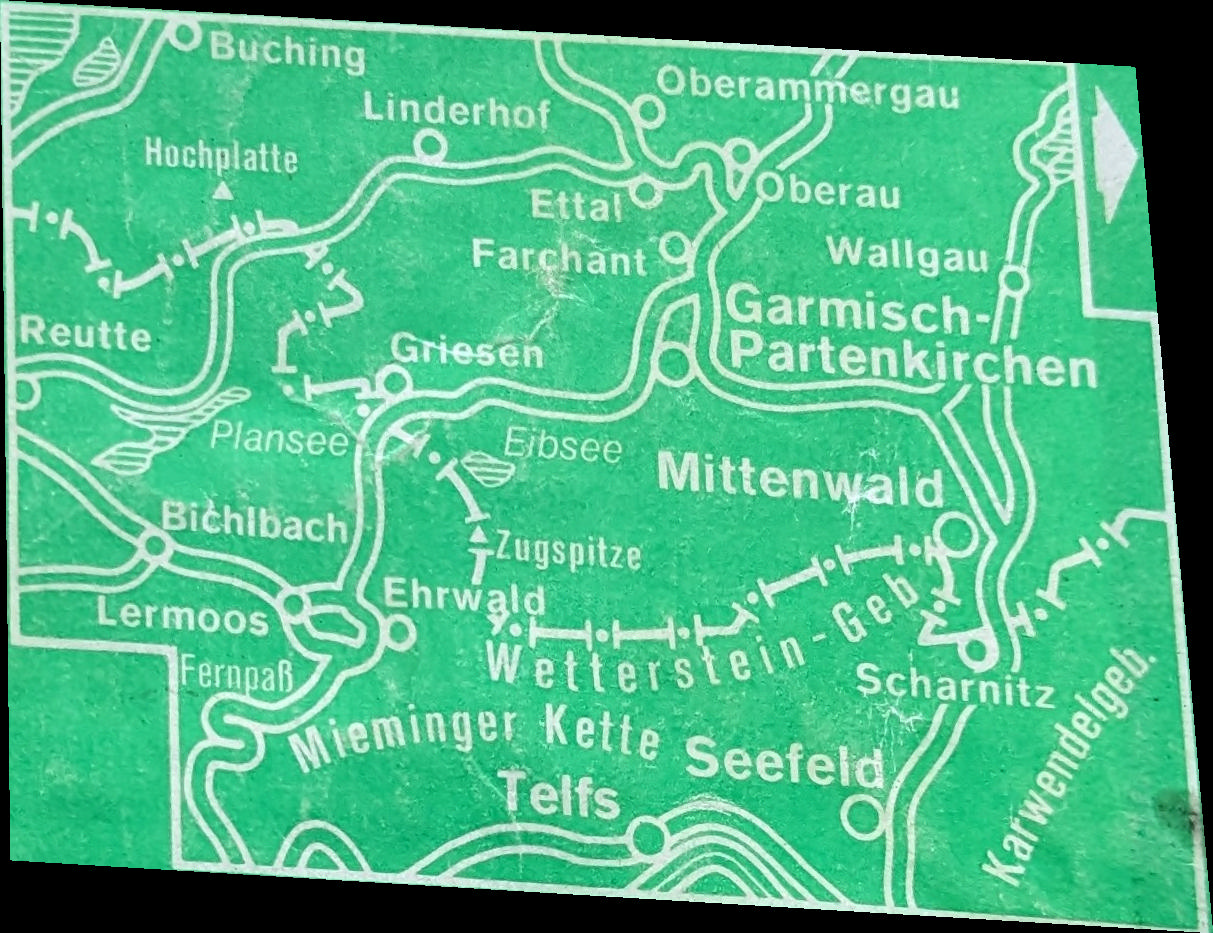 Buching
Oberammergau
Linderhof
Hochplatte
Ettal
Oberau
Farchant
Wallgau
Garmisch-
Partenkirchen
Reutte
Griesen
Plansee
Eibsee
Mittenwald
Bichlbach
Zugspitze
Ehrwald
Lermoos
Wetterstein-Geb.
Fernpaß
Scharnitz
Karwendelgeb.
Mieminger Kette
Seefeld
Telfs